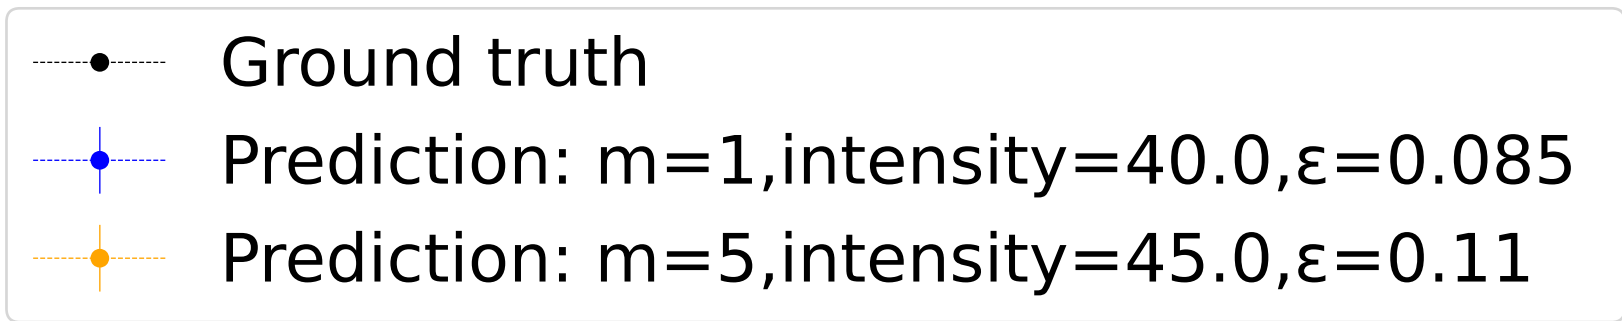 Ground truth
Prediction: m=1,intensity=40.0,ε=0.085
Prediction: m=5,intensity=45.0,ε=0.11